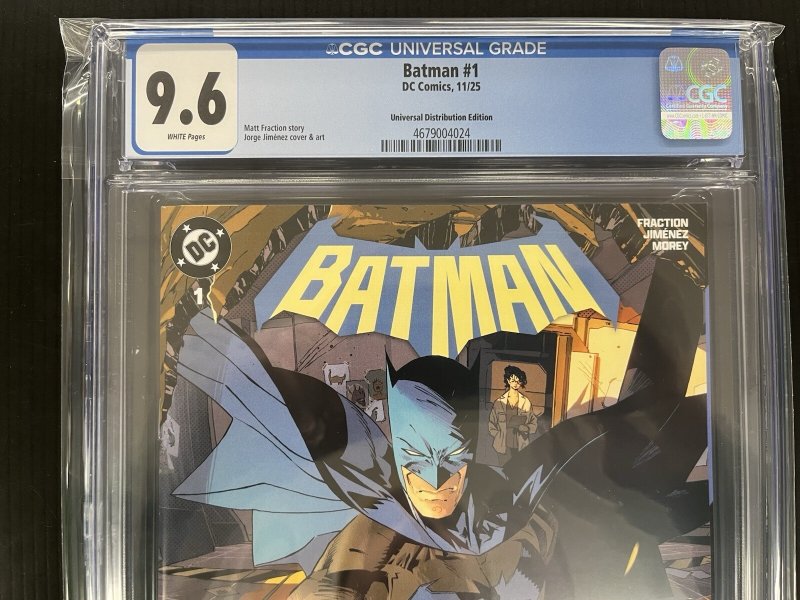 CGC UNIVERSAL GRADE
9.6
WHITE Pages
Batman #1
DC Comics, 11/25
Universal Distribution Edition
Matt Fraction story
Jorge Jiménez cover & art
4679004024
CGC
DC
1
BATMAN
FRACTION
JIMÉNEZ
MOREY